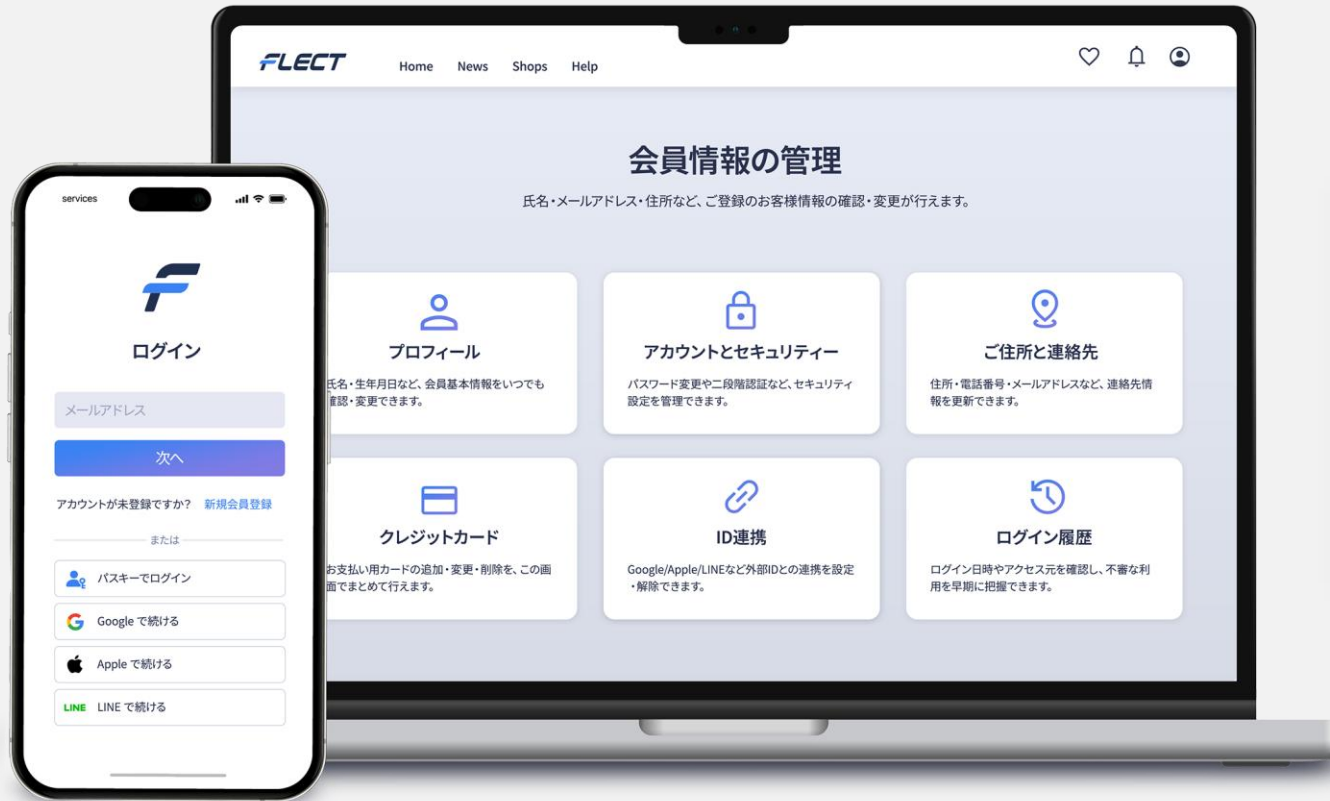 FLECT
Home News Shops Help
会員情報の管理
氏名・メールアドレス・住所など、ご登録のお客様情報の確認・変更が行えます。
プロフィール
氏名・生年月日など、会員基本情報をいつでも
確認・変更できます。
アカウントとセキュリティー
パスワード変更や二段階認証など、セキュリティ
設定を管理できます。
ご住所と連絡先
住所・電話番号・メールアドレスなど、連絡先情
報を更新できます。
クレジットカード
お支払い用カードの追加・変更・削除を、この画
面でまとめて行えます。
ID連携
Google/Apple/LINEなど外部IDとの連携を設定
・解除できます。
ログイン履歴
ログイン日時やアクセス元を確認し、不審な利
用を早期に把握できます。
services
ログイン
メールアドレス
次へ
アカウントが未登録ですか? 新規会員登録
または
パスキーでログイン
Google で続ける
Apple で続ける
LINE LINE で続ける